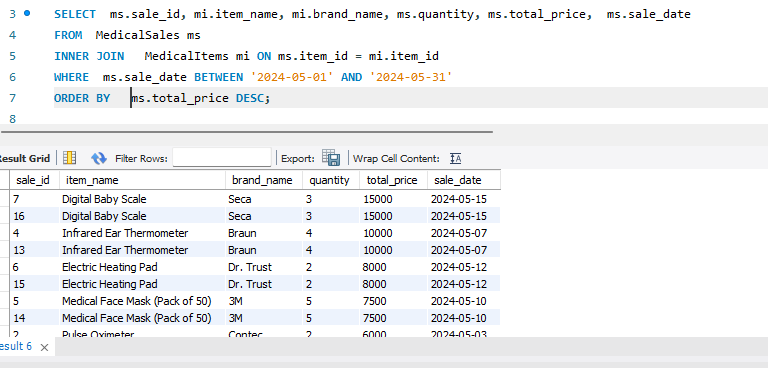 3 SELECT ms.sale_id, mi.item_name, mi.brand_name, ms.quantity, ms.total_price, ms.sale_date
4 FROM MedicalSales ms
5 INNER JOIN MedicalItems mi ON ms.item_id = mi.item_id
6 WHERE ms.sale_date BETWEEN '2024-05-01' AND '2024-05-31'
7 ORDER BY ms.total_price DESC;
8
Result Grid Filter Rows: Export: Wrap Cell Content:
sale_id item_name brand_name quantity total_price sale_date
7 Digital Baby Scale Seca 3 15000 2024-05-15
16 Digital Baby Scale Seca 3 15000 2024-05-15
4 Infrared Ear Thermometer Braun 4 10000 2024-05-07
13 Infrared Ear Thermometer Braun 4 10000 2024-05-07
6 Electric Heating Pad Dr. Trust 2 8000 2024-05-12
15 Electric Heating Pad Dr. Trust 2 8000 2024-05-12
5 Medical Face Mask (Pack of 50) 3M 5 7500 2024-05-10
14 Medical Face Mask (Pack of 50) 3M 5 7500 2024-05-10
2 Pulse Oximeter Contec 2 6000 2024-05-03
esult 6